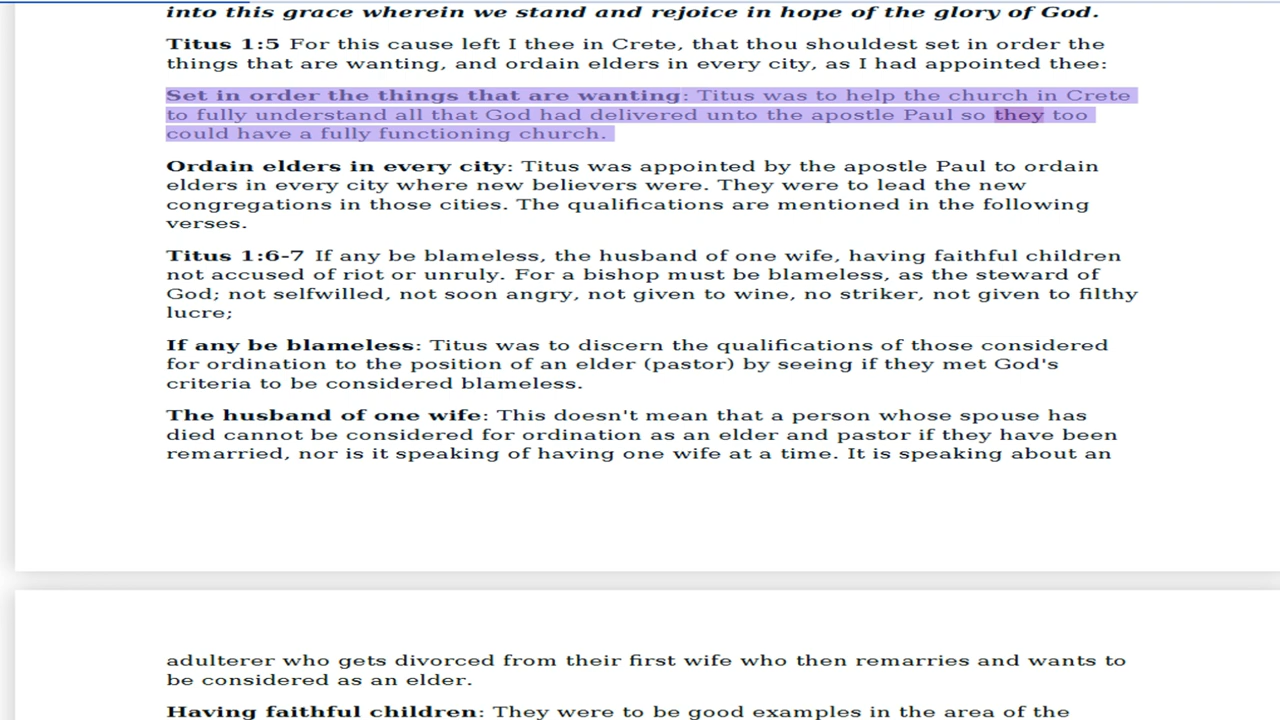 into this grace wherein we stand and rejoice in hope of the glory of God.
Titus 1:5 For this cause left I thee in Crete, that thou shouldest set in order the
things that are wanting, and ordain elders in every city, as I had appointed thee:
Set in order the things that are wanting: Titus was to help the church in Crete
to fully understand all that God had delivered unto the apostle Paul so they too
could have a fully functioning church.
Ordain elders in every city: Titus was appointed by the apostle Paul to ordain
elders in every city where new believers were. They were to lead the new
congregations in those cities. The qualifications are mentioned in the following
verses.
Titus 1:6-7 If any be blameless, the husband of one wife, having faithful children
not accused of riot or unruly. For a bishop must be blameless, as the steward of
God; not selfwilled, not soon angry, not given to wine, no striker, not given to filthy
lucre;
If any be blameless: Titus was to discern the qualifications of those considered
for ordination to the position of an elder (pastor) by seeing if they met God's
criteria to be considered blameless.
The husband of one wife: This doesn't mean that a person whose spouse has
died cannot be considered for ordination as an elder and pastor if they have been
remarried, nor is it speaking of having one wife at a time. It is speaking about an
adulterer who gets divorced from their first wife who then remarries and wants to
be considered as an elder.
Having faithful children: They were to be good examples in the area of the